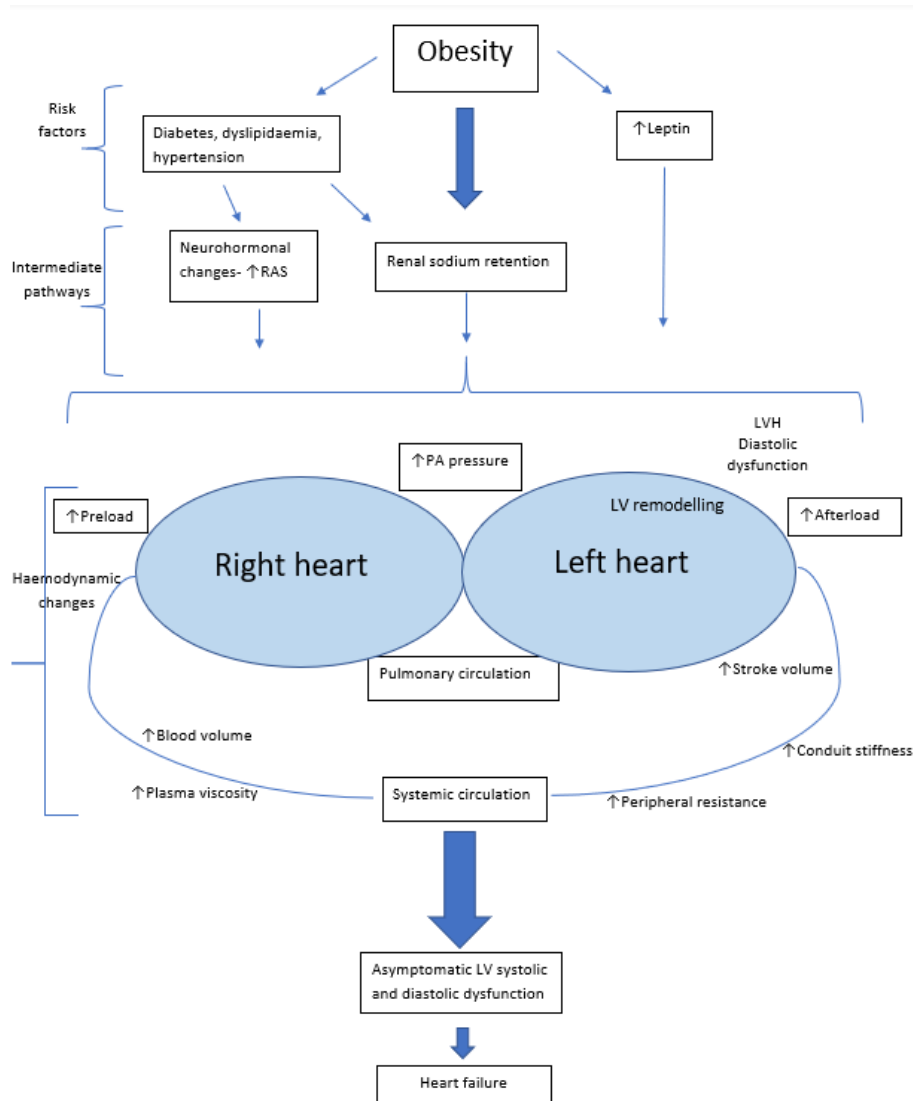 Obesity
Risk
factors
Diabetes, dyslipidaemia,
hypertension
↑Leptin
Intermediate
pathways
Neurohormonal
changes- ↑RAS
Renal sodium retention
LVH
Diastolic
dysfunction
↑PA pressure
↑Preload
LV remodelling
↑Afterload
Right heart
Left heart
Haemodynamic
changes
Pulmonary circulation
↑Stroke volume
↑Blood volume
↑Conduit stiffness
↑Plasma viscosity
Systemic circulation
↑Peripheral resistance
Asymptomatic LV systolic
and diastolic dysfunction
Heart failure